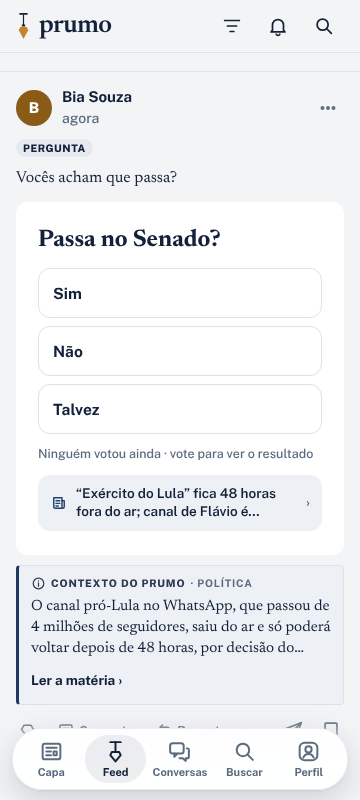 prumo
B
Bia Souza
agora
PERGUNTA
Vocês acham que passa?
Passa no Senado?
Sim
Não
Talvez
Ninguém votou ainda · vote para ver o resultado
“Exército do Lula” fica 48 horas
fora do ar; canal de Flávio é...
CONTEXTO DO PRUMO · POLÍTICA
O canal pró-Lula no WhatsApp, que passou de
4 milhões de seguidores, saiu do ar e só poderá
voltar depois de 48 horas, por decisão do...
Ler a matéria ›
Capa
Feed
Conversas
Buscar
Perfil